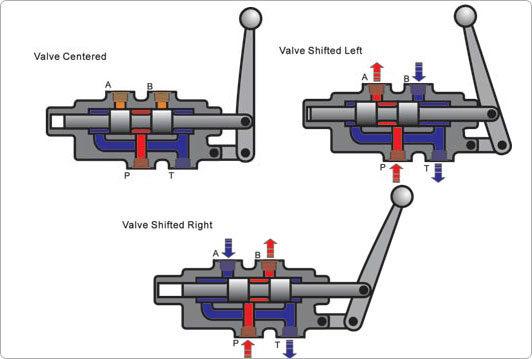 Valve Centered
A B
P T
Valve Shifted Left
A B
P T
Valve Shifted Right
A B
P T